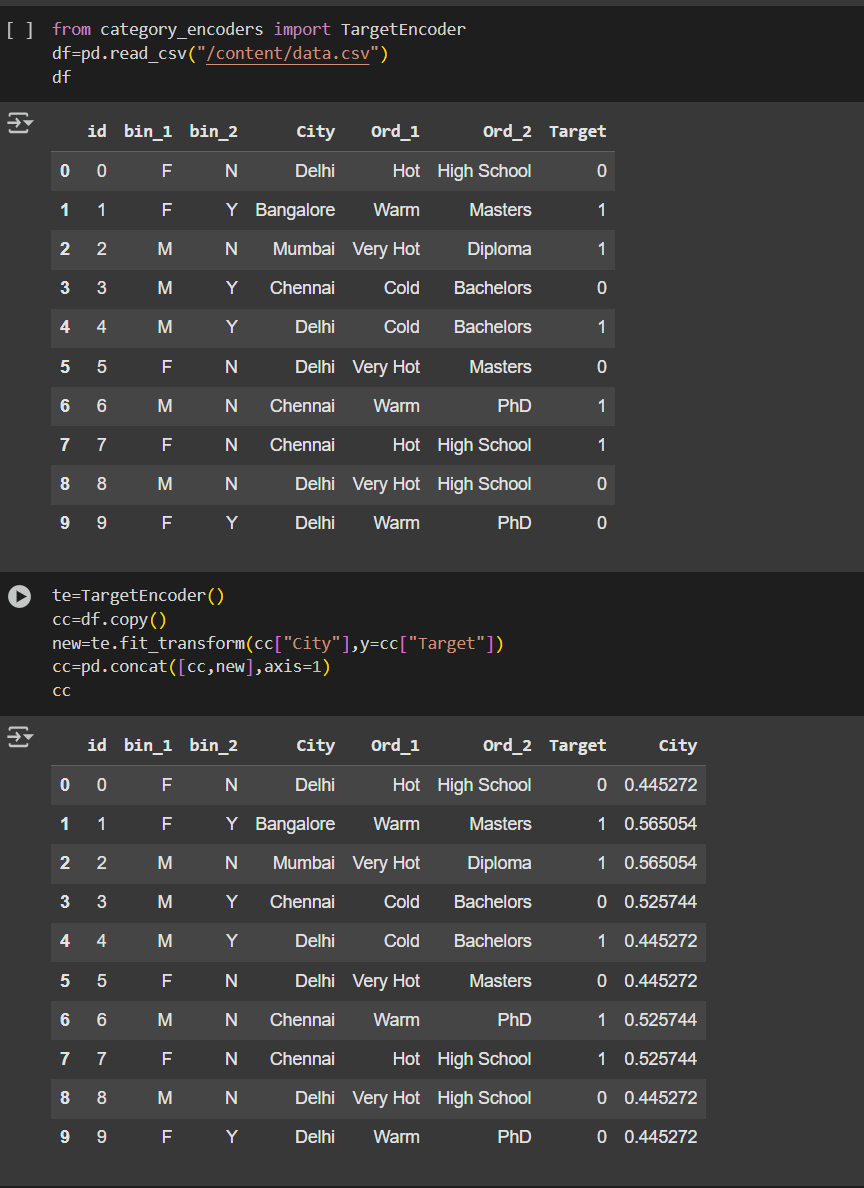 [ ] from category_encoders import TargetEncoder
df=pd.read_csv("/content/data.csv")
df
id bin_1 bin_2 City Ord_1 Ord_2 Target
0 0 F N Delhi Hot High School 0
1 1 F Y Bangalore Warm Masters 1
2 2 M N Mumbai Very Hot Diploma 1
3 3 M Y Chennai Cold Bachelors 0
4 4 M Y Delhi Cold Bachelors 1
5 5 F N Delhi Very Hot Masters 0
6 6 M N Chennai Warm PhD 1
7 7 F N Chennai Hot High School 1
8 8 M N Delhi Very Hot High School 0
9 9 F Y Delhi Warm PhD 0
te=TargetEncoder()
cc=df.copy()
new=te.fit_transform(cc["City"],y=cc["Target"])
cc=pd.concat([cc,new],axis=1)
cc
id bin_1 bin_2 City Ord_1 Ord_2 Target City
0 0 F N Delhi Hot High School 0 0.445272
1 1 F Y Bangalore Warm Masters 1 0.565054
2 2 M N Mumbai Very Hot Diploma 1 0.565054
3 3 M Y Chennai Cold Bachelors 0 0.525744
4 4 M Y Delhi Cold Bachelors 1 0.445272
5 5 F N Delhi Very Hot Masters 0 0.445272
6 6 M N Chennai Warm PhD 1 0.525744
7 7 F N Chennai Hot High School 1 0.525744
8 8 M N Delhi Very Hot High School 0 0.445272
9 9 F Y Delhi Warm PhD 0 0.445272